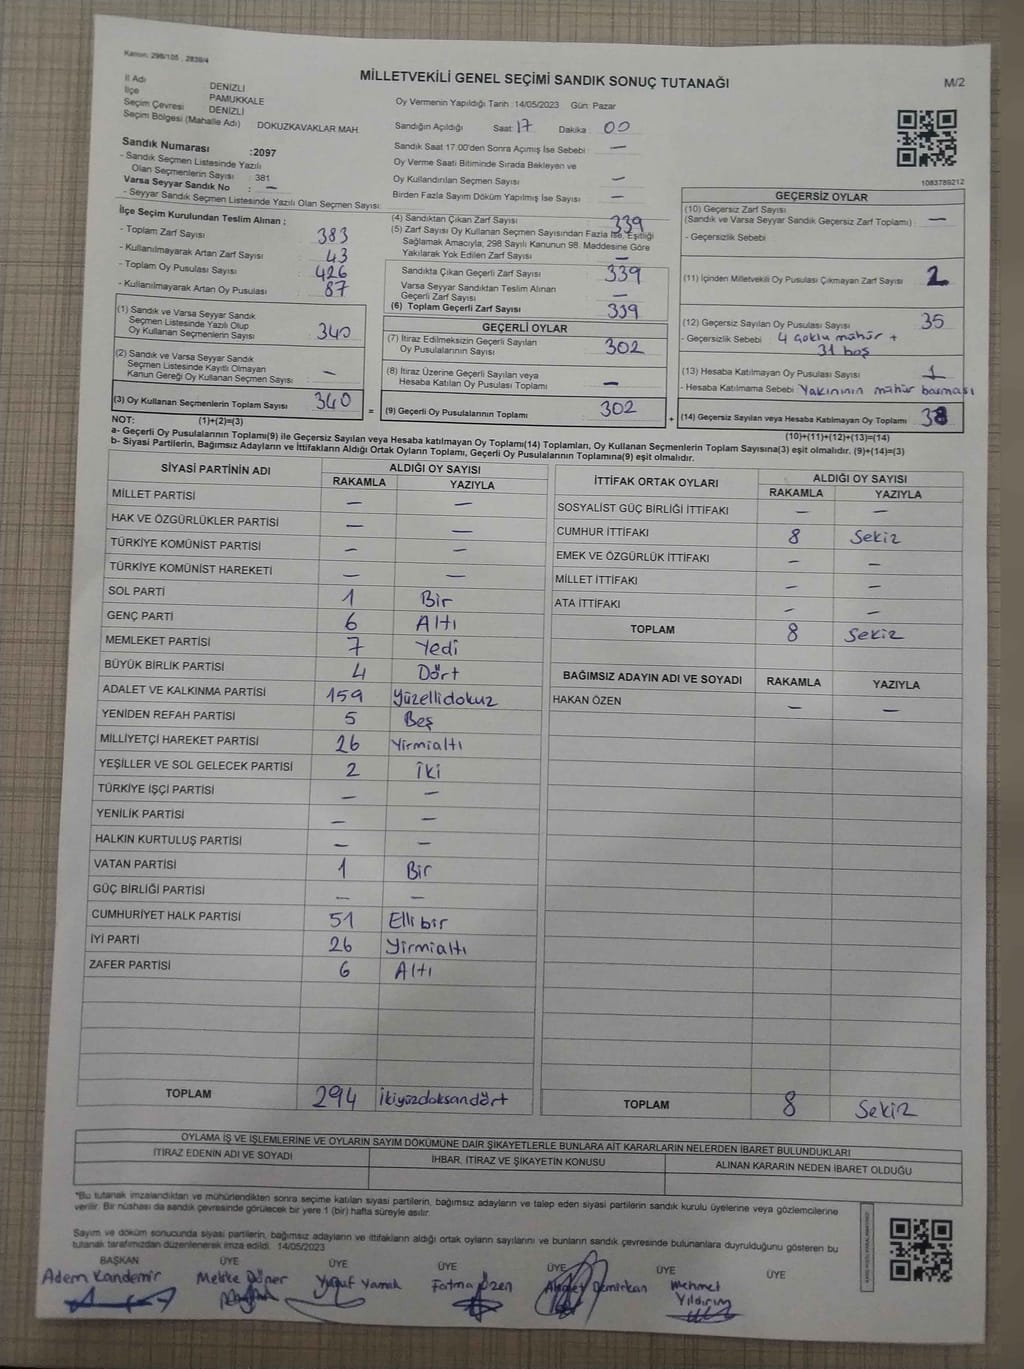 Kanun: 298/105 , 2839/4
MİLLETVEKİLİ GENEL SEÇİMİ SANDIK SONUÇ TUTANAĞI
M/2
İl Adı DENİZLİ
İlçe PAMUKKALE
Seçim Çevresi DENİZLİ
Seçim Bölgesi (Mahalle Adı) DOKUZKAVAKLAR MAH.
Oy Vermenin Yapıldığı Tarih :14/05/2023 Gün: Pazar
Sandığın Açıldığı Saat: 17 Dakika : 00
Sandık Saat 17:00'den Sonra Açımış İse Sebebi : —
Oy Verme Saati Bitiminde Sırada Bekleyen ve
Oy Kullandırılan Seçmen Sayısı —
Birden Fazla Sayım Döküm Yapılmış İse Sayısı —
Sandık Numarası :2097
- Sandık Seçmen Listesinde Yazılı
Olan Seçmenlerin Sayısı : 381
Varsa Seyyar Sandık No : —
- Seyyar Sandık Seçmen Listesinde Yazılı Olan Seçmen Sayısı:
İlçe Seçim Kurulundan Teslim Alınan ;
- Toplam Zarf Sayısı : 383
- Kullanılmayarak Artan Zarf Sayısı : 43
- Toplam Oy Pusulası Sayısı : 426
- Kullanılmayarak Artan Oy Pusulası : 87
(1) Sandık ve Varsa Seyyar Sandık
Seçmen Listesinde Yazılı Olup
Oy Kullanan Seçmenlerin Sayısı : 340
(2) Sandık ve Varsa Seyyar Sandık
Seçmen Listesinde Kayıtlı Olmayan
Kanun Gereği Oy Kullanan Seçmen Sayısı : —
(3) Oy Kullanan Seçmenlerin Toplam Sayısı : 340
(4) Sandıktan Çıkan Zarf Sayısı : 339
(5) Zarf Sayısı Oy Kullanan Seçmen Sayısından Fazla İse, Eşitliği
Sağlamak Amacıyla; 298 Sayılı Kanunun 98. Maddesine Göre
Yakılarak Yok Edilen Zarf Sayısı : —
Sandıkta Çıkan Geçerli Zarf Sayısı : 339
Varsa Seyyar Sandıktan Teslim Alınan
Geçerli Zarf Sayısı : —
(6) Toplam Geçerli Zarf Sayısı : 339
GEÇERLİ OYLAR
(7) İtiraz Edilmeksizin Geçerli Sayılan
Oy Pusulalarının Sayısı : 302
(8) İtiraz Üzerine Geçerli Sayılan veya
Hesaba Katılan Oy Pusulası Toplamı : —
= (9) Geçerli Oy Pusulalarının Toplamı : 302
1083789212
GEÇERSİZ OYLAR
(10) Geçersiz Zarf Sayısı
(Sandık ve Varsa Seyyar Sandık Geçersiz Zarf Toplamı) : —
- Geçersizlik Sebebi
(11) İçinden Milletvekili Oy Pusulası Çıkmayan Zarf Sayısı : 2
(12) Geçersiz Sayılan Oy Pusulası Sayısı : 35
- Geçersizlik Sebebi 4 çoklu mühür +
31 boş
(13) Hesaba Katılmayan Oy Pusulası Sayısı : 1
- Hesaba Katılmama Sebebi : Yakınının mühür basması
+ (14) Geçersiz Sayılan veya Hesaba Katılmayan Oy Toplamı : 38
NOT: (1)+(2)=(3)
(10)+(11)+(12)+(13)=(14)
a- Geçerli Oy Pusulalarının Toplamı(9) ile Geçersiz Sayılan veya Hesaba katılmayan Oy Toplamı(14) Toplamları, Oy Kullanan Seçmenlerin Toplam Sayısına(3) eşit olmalıdır. (9)+(14)=(3)
b- Siyasi Partilerin, Bağımsız Adayların ve İttifakların Aldığı Ortak Oyların Toplamı, Geçerli Oy Pusulalarının Toplamına(9) eşit olmalıdır.
SİYASİ PARTİNİN ADI ALDIĞI OY SAYISI
RAKAMLA YAZIYLA
MİLLET PARTİSİ — —
HAK VE ÖZGÜRLÜKLER PARTİSİ — —
TÜRKİYE KOMÜNİST PARTİSİ — —
TÜRKİYE KOMÜNİST HAREKETİ — —
SOL PARTİ 1 Bir
GENÇ PARTİ 6 Altı
MEMLEKET PARTİSİ 7 Yedi
BÜYÜK BİRLİK PARTİSİ 4 Dört
ADALET VE KALKINMA PARTİSİ 159 Yüzellidokuz
YENİDEN REFAH PARTİSİ 5 Beş
MİLLİYETÇİ HAREKET PARTİSİ 26 Yirmialtı
YEŞİLLER VE SOL GELECEK PARTİSİ 2 İki
TÜRKİYE İŞÇİ PARTİSİ — —
YENİLİK PARTİSİ — —
HALKIN KURTULUŞ PARTİSİ — —
VATAN PARTİSİ 1 Bir
GÜÇ BİRLİĞİ PARTİSİ — —
CUMHURİYET HALK PARTİSİ 51 Elli bir
İYİ PARTİ 26 Yirmialtı
ZAFER PARTİSİ 6 Altı
TOPLAM 294 ikiyüzdoksandört
İTTİFAK ORTAK OYLARI ALDIĞI OY SAYISI
RAKAMLA YAZIYLA
SOSYALİST GÜÇ BİRLİĞİ İTTİFAKI — —
CUMHUR İTTİFAKI 8 Sekiz
EMEK VE ÖZGÜRLÜK İTTİFAKI — —
MİLLET İTTİFAKI — —
ATA İTTİFAKI — —
TOPLAM 8 Sekiz
BAĞIMSIZ ADAYIN ADI VE SOYADI RAKAMLA YAZIYLA
HAKAN ÖZEN — —
TOPLAM 8 Sekiz
OYLAMA İŞ VE İŞLEMLERİNE VE OYLARIN SAYIM DÖKÜMÜNE DAİR ŞİKAYETLERLE BUNLARA AİT KARARLARIN NELERDEN İBARET BULUNDUKLARI
İTİRAZ EDENİN ADI VE SOYADI İHBAR, İTİRAZ VE ŞİKAYETİN KONUSU ALINAN KARARIN NEDEN İBARET OLDUĞU
*Bu tutanak imzalandıktan ve mühürlendikten sonra seçime katılan siyasi partilerin, bağımsız adayların ve talep eden siyasi partilerin sandık kurulu üyelerine veya gözlemcilerine
verilir. Bir nüshası da sandık çevresinde görülecek bir yere 1 (bir) hafta süreyle asılır.
Sayım ve döküm sonucunda siyasi partilerin, bağımsız adayların ve ittifakların aldığı ortak oyların sayılarını ve bunların sandık çevresinde bulunanlara duyrulduğunu gösteren bu
tutanak tarafımızdan düzenlenerek imza edildi. 14/05/2023
BAŞKAN ÜYE ÜYE ÜYE ÜYE ÜYE ÜYE
Adem Kandemir Mekke Döner Yusuf Yamak Fatma Özen Ahmet Demirkan Mehmet
Yıldırım